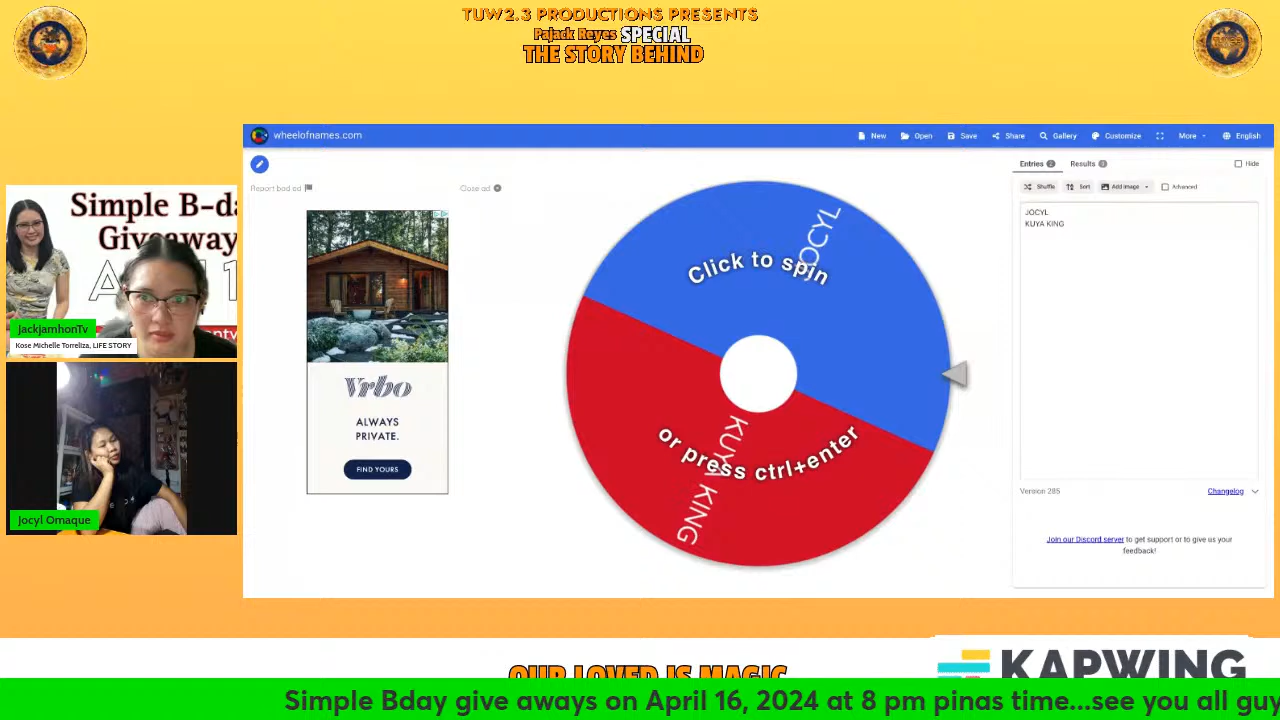 TUW2.3 PRODUCTIONS PRESENTS
Pajack Reyes SPECIAL
THE STORY BEHIND
wheelofnames.com
New
Open
Save
Share
Gallery
Customize
More
English
Report bad ad
Close ad
Entries 2
Results
Hide
Shuffle
Sort
Add image
Advanced
JOCYL
KUYA KING
Simple B-da
Giveaway
JackjamhonTv
Kose Michelle Torreliza, LIFE STORY
Jocyl Omaque
Vrbo
ALWAYS
PRIVATE.
FIND YOURS
JOCYL
Click to spin
or press ctrl+enter
KUYA KING
Version 285
Changelog
Join our Discord server to get support or to give us your
feedback!
OUR LOVED IS MAGIC
KAPWING
Simple Bday give aways on April 16, 2024 at 8 pm pinas time...see you all guy